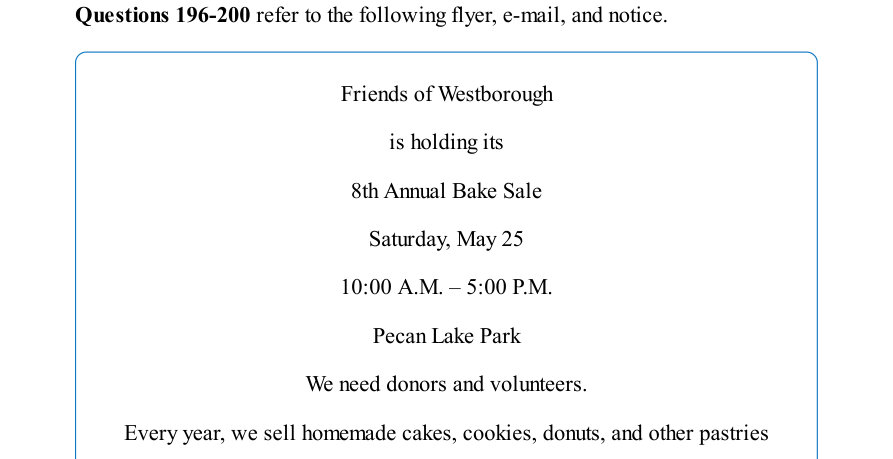 Questions 196-200 refer to the following flyer, e-mail, and notice.
Friends of Westborough
is holding its
8th Annual Bake Sale
Saturday, May 25
10:00 A.M. – 5:00 P.M.
Pecan Lake Park
We need donors and volunteers.
Every year, we sell homemade cakes, cookies, donuts, and other pastries